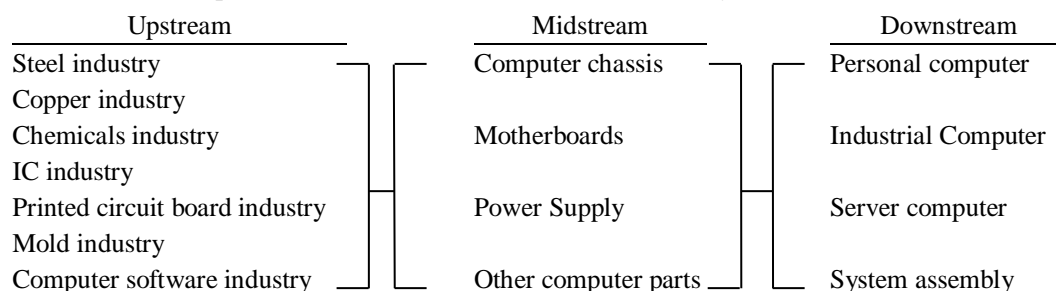 Upstream Midstream Downstream
Steel industry Computer chassis Personal computer
Copper industry
Chemicals industry Motherboards Industrial Computer
IC industry
Printed circuit board industry Power Supply Server computer
Mold industry
Computer software industry Other computer parts System assembly